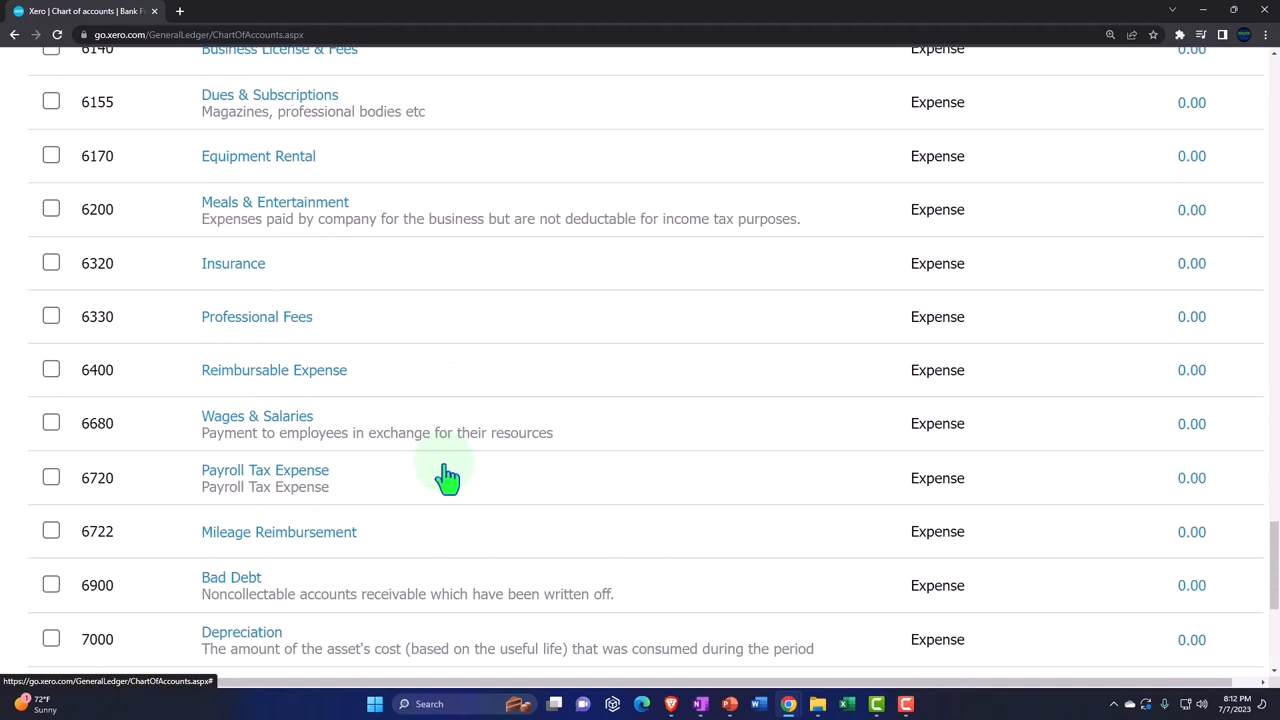 Xero | Chart of accounts | Bank F
go.xero.com/GeneralLedger/ChartOfAccounts.aspx
6140 Business License & Fees Expense 0.00
6155 Dues & Subscriptions Expense 0.00
Magazines, professional bodies etc
6170 Equipment Rental Expense 0.00
6200 Meals & Entertainment Expense 0.00
Expenses paid by company for the business but are not deductable for income tax purposes.
6320 Insurance Expense 0.00
6330 Professional Fees Expense 0.00
6400 Reimbursable Expense Expense 0.00
6680 Wages & Salaries Expense 0.00
Payment to employees in exchange for their resources
6720 Payroll Tax Expense Expense 0.00
Payroll Tax Expense
6722 Mileage Reimbursement Expense 0.00
6900 Bad Debt Expense 0.00
Noncollectable accounts receivable which have been written off.
7000 Depreciation Expense 0.00
The amount of the asset's cost (based on the useful life) that was consumed during the period
https://go.xero.com/GeneralLedger/ChartOfAccounts.aspx#
72°F
Sunny
Search
8:12 PM
7/7/2023